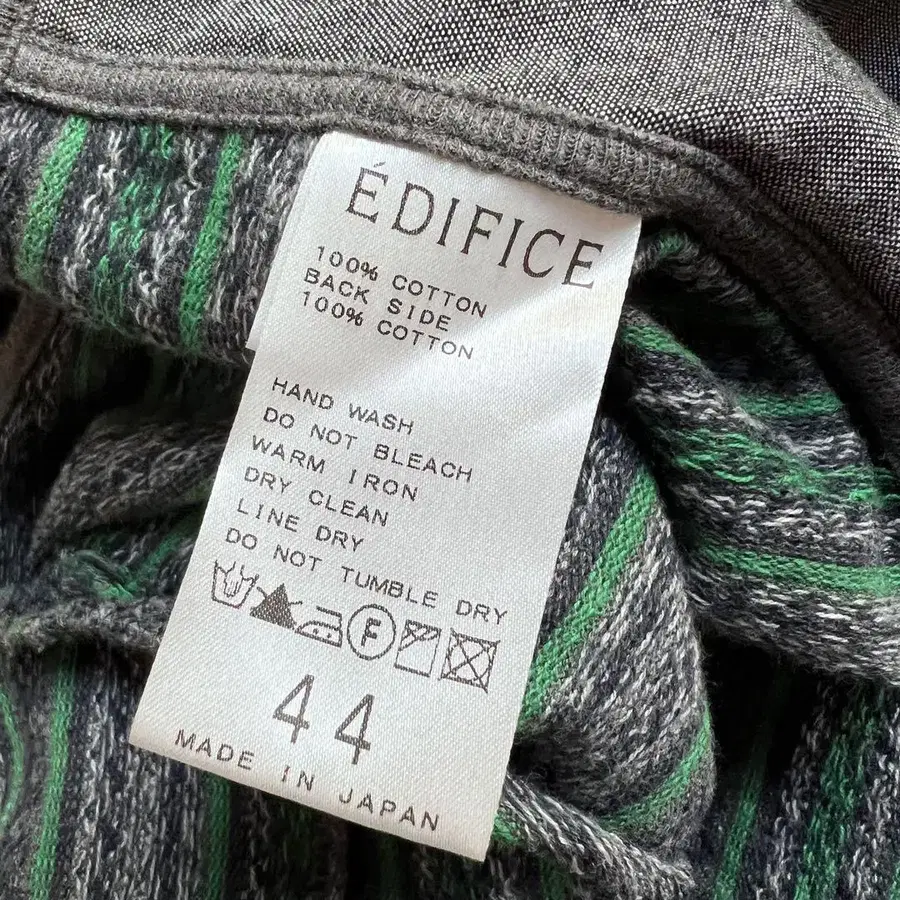 ÉDIFICE
100% COTTON
BACK SIDE
100% COTTON
HAND WASH
DO NOT BLEACH
WARM IRON
DRY CLEAN
LINE DRY
DO NOT TUMBLE DRY
F
44
MADE IN JAPAN